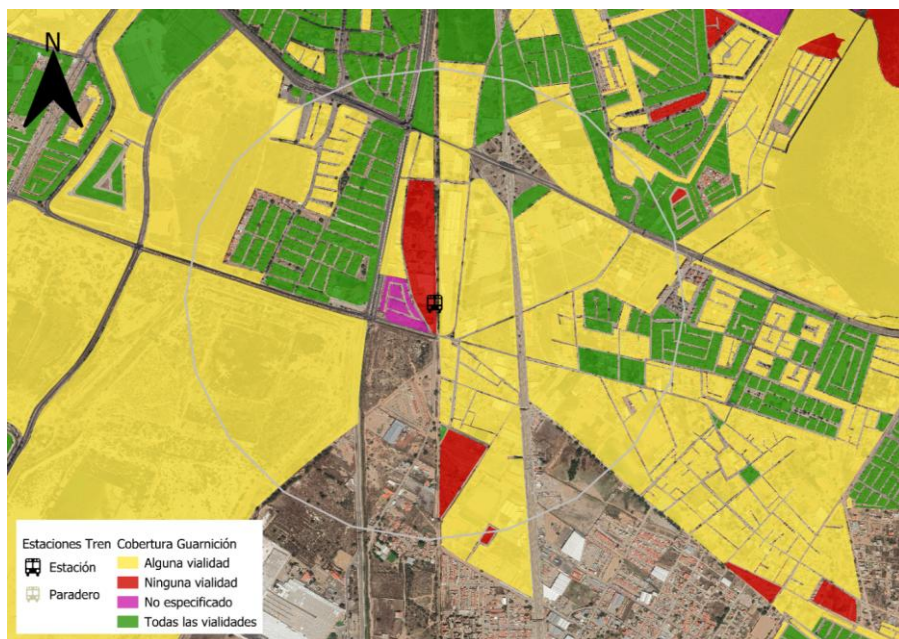 N
Estaciones Tren
Estación
Paradero
Cobertura Guarnición
Alguna vialidad
Ninguna vialidad
No especificado
Todas las vialidades